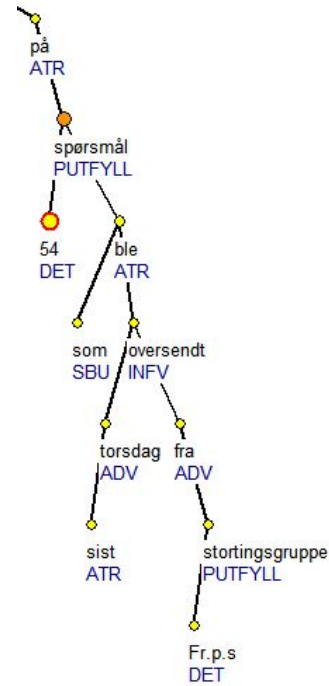 på
ATR
spørsmål
PUTFYLL
54
DET
ble
ATR
som
SBU
oversendt
INFV
torsdag
ADV
fra
ADV
sist
ATR
stortingsgruppe
PUTFYLL
Fr.p.s
DET